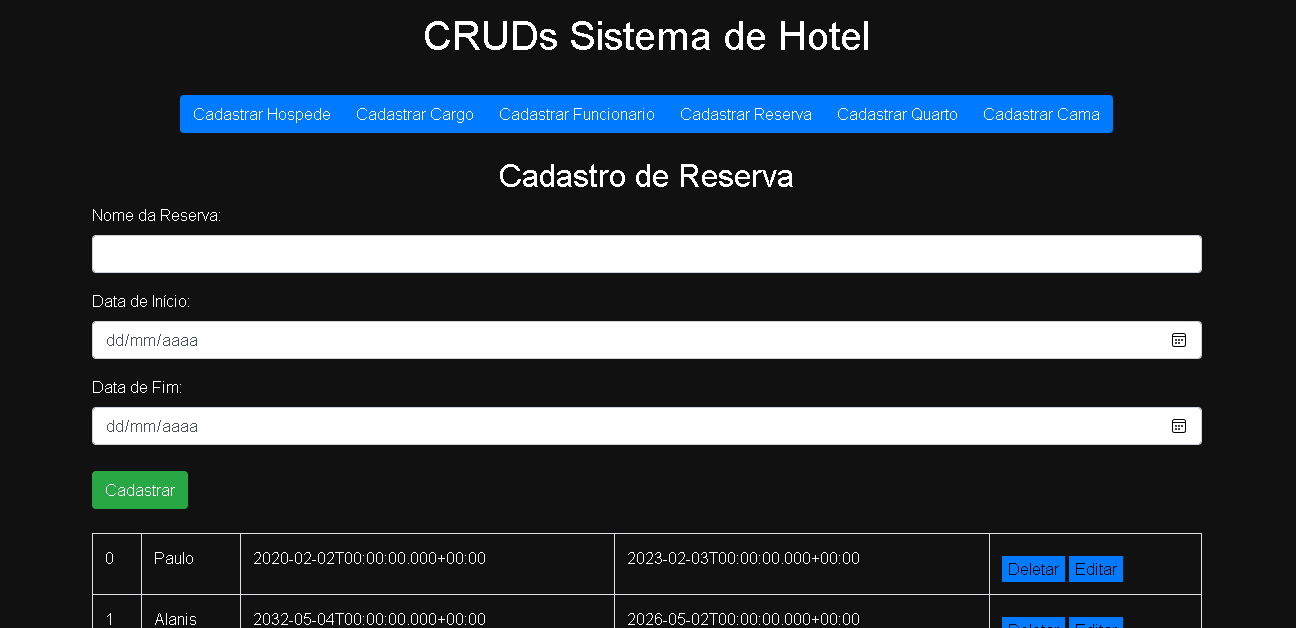 CRUDs Sistema de Hotel
Cadastrar Hospede Cadastrar Cargo Cadastrar Funcionario Cadastrar Reserva Cadastrar Quarto Cadastrar Cama
Cadastro de Reserva
Nome da Reserva:
Data de Início:
dd/mm/aaaa
Data de Fim:
dd/mm/aaaa
Cadastrar
0 Paulo 2020-02-02T00:00:00.000+00:00 2023-02-03T00:00:00.000+00:00 Deletar Editar
1 Alanis 2032-05-04T00:00:00.000+00:00 2026-05-02T00:00:00.000+00:00 Deletar Editar